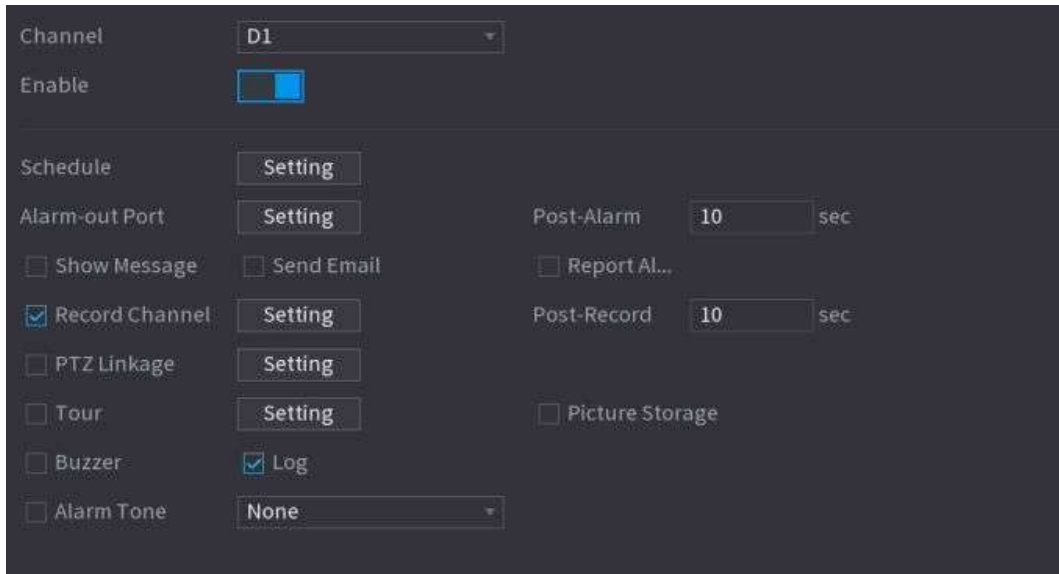 Channel D1
Enable
Schedule Setting
Alarm-out Port Setting Post-Alarm 10 sec
Show Message Send Email Report Al...
Record Channel Setting Post-Record 10 sec
PTZ Linkage Setting
Tour Setting Picture Storage
Buzzer Log
Alarm Tone None